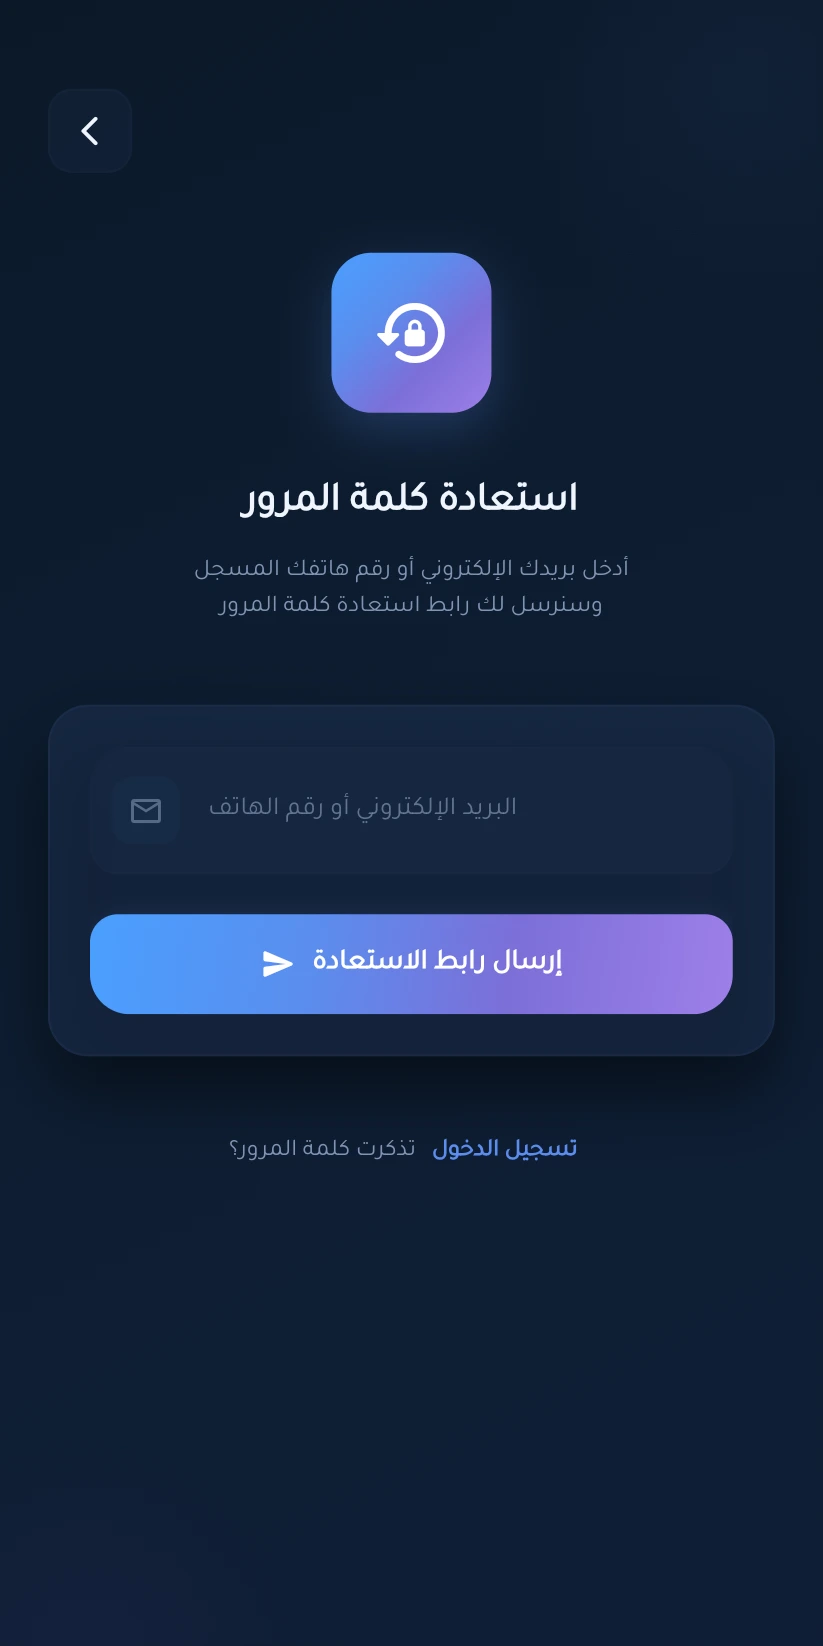 استعادة كلمة المرور
أدخل بريدك الإلكتروني أو رقم هاتفك المسجل
وسنرسل لك رابط استعادة كلمة المرور
البريد الإلكتروني أو رقم الهاتف
إرسال رابط الاستعادة
تسجيل الدخول تذكرت كلمة المرور؟